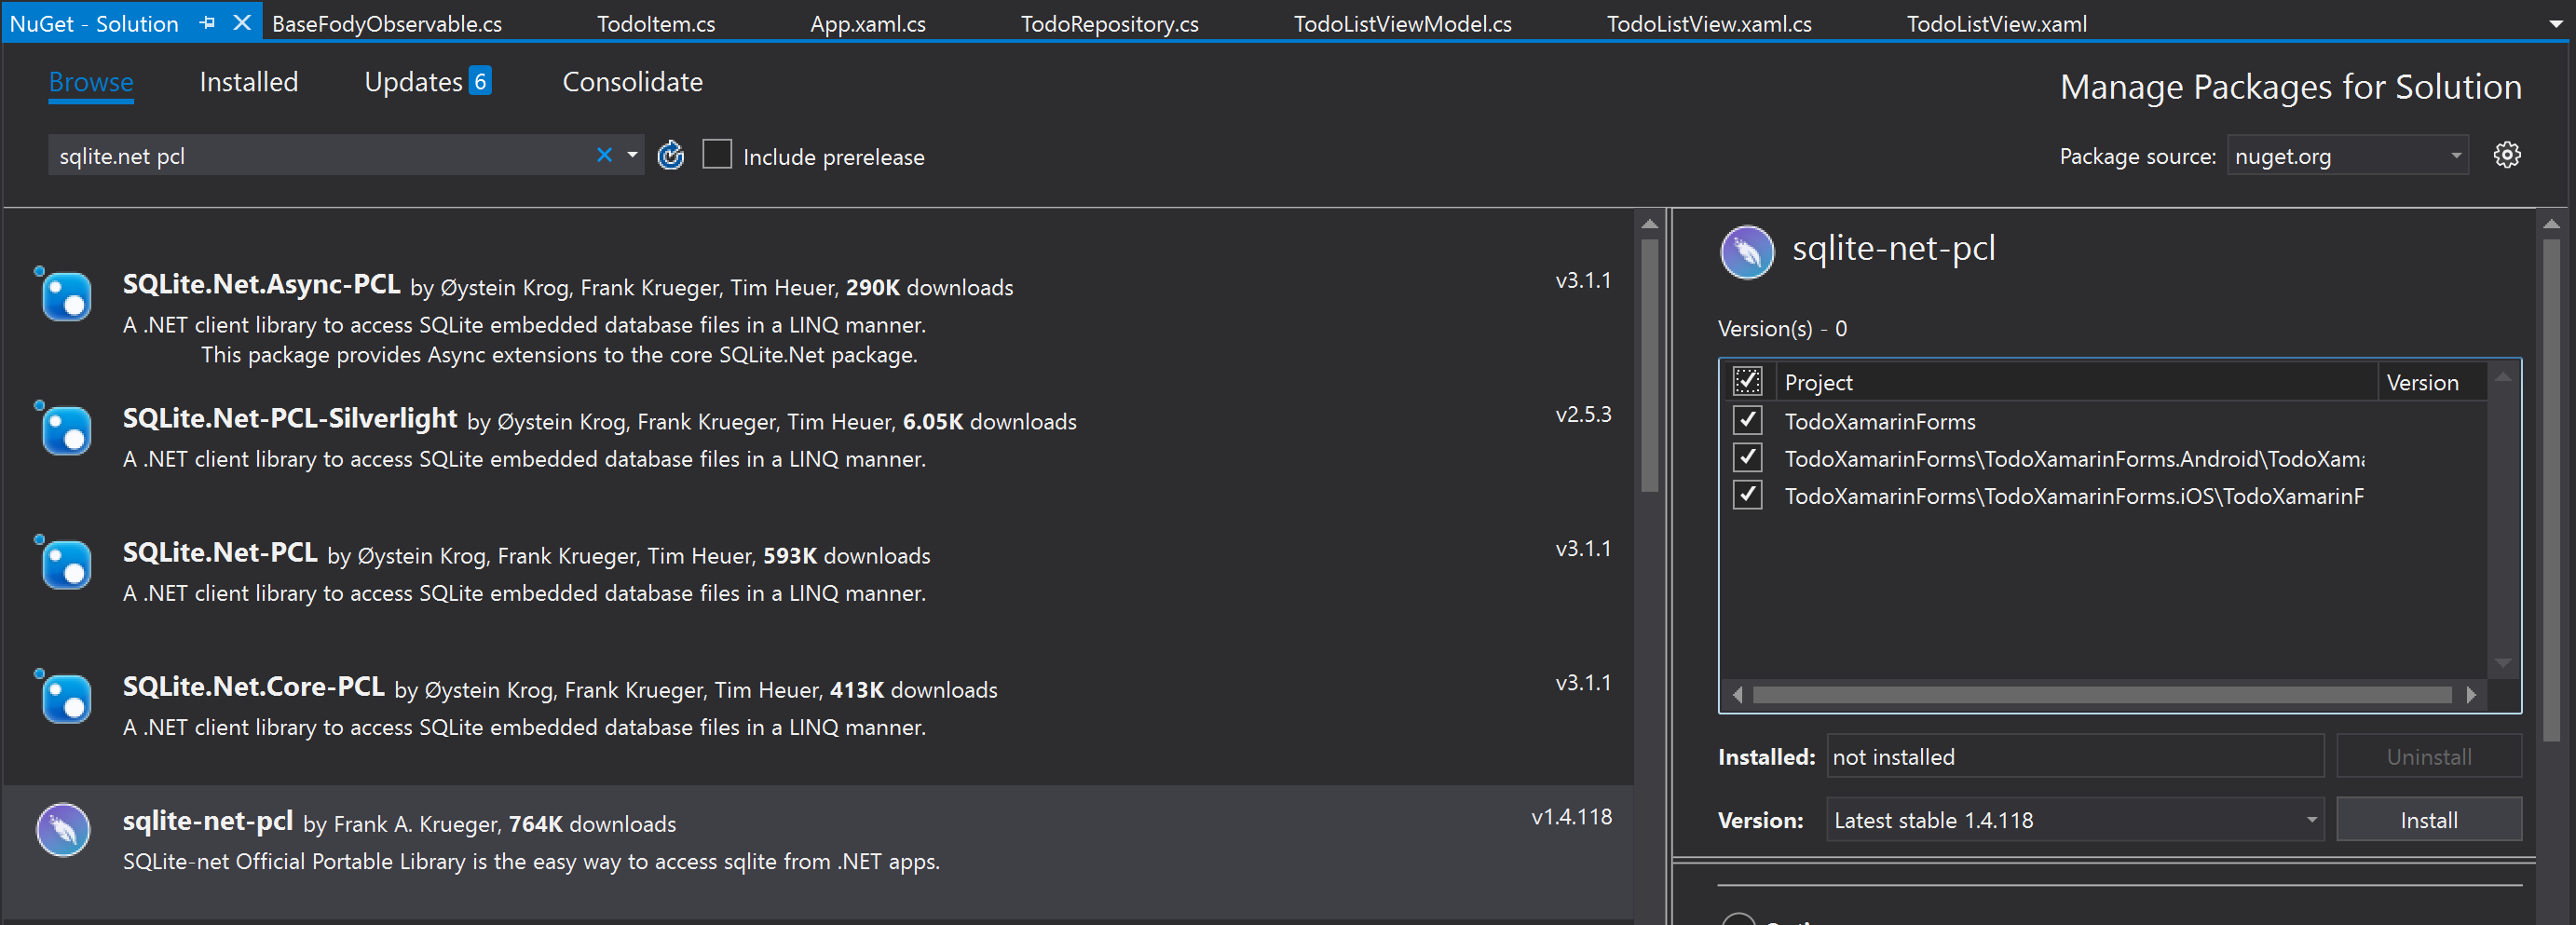 NuGet - Solution BaseFodyObservable.cs TodoItem.cs App.xaml.cs TodoRepository.cs TodoListViewModel.cs TodoListView.xaml.cs TodoListView.xaml
Browse Installed Updates 6 Consolidate
Manage Packages for Solution
sqlite.net pcl Include prerelease
Package source: nuget.org
SQLite.Net.Async-PCL by Øystein Krog, Frank Krueger, Tim Heuer, 290K downloads v3.1.1
A .NET client library to access SQLite embedded database files in a LINQ manner.
This package provides Async extensions to the core SQLite.Net package.
SQLite.Net-PCL-Silverlight by Øystein Krog, Frank Krueger, Tim Heuer, 6.05K downloads v2.5.3
A .NET client library to access SQLite embedded database files in a LINQ manner.
SQLite.Net-PCL by Øystein Krog, Frank Krueger, Tim Heuer, 593K downloads v3.1.1
A .NET client library to access SQLite embedded database files in a LINQ manner.
SQLite.Net.Core-PCL by Øystein Krog, Frank Krueger, Tim Heuer, 413K downloads v3.1.1
A .NET client library to access SQLite embedded database files in a LINQ manner.
sqlite-net-pcl by Frank A. Krueger, 764K downloads v1.4.118
SQLite-net Official Portable Library is the easy way to access sqlite from .NET apps.
sqlite-net-pcl
Version(s) - 0
Project Version
TodoXamarinForms
TodoXamarinForms\TodoXamarinForms.Android\TodoXama
TodoXamarinForms\TodoXamarinForms.iOS\TodoXamarinF
Installed: not installed Uninstall
Version: Latest stable 1.4.118 Install